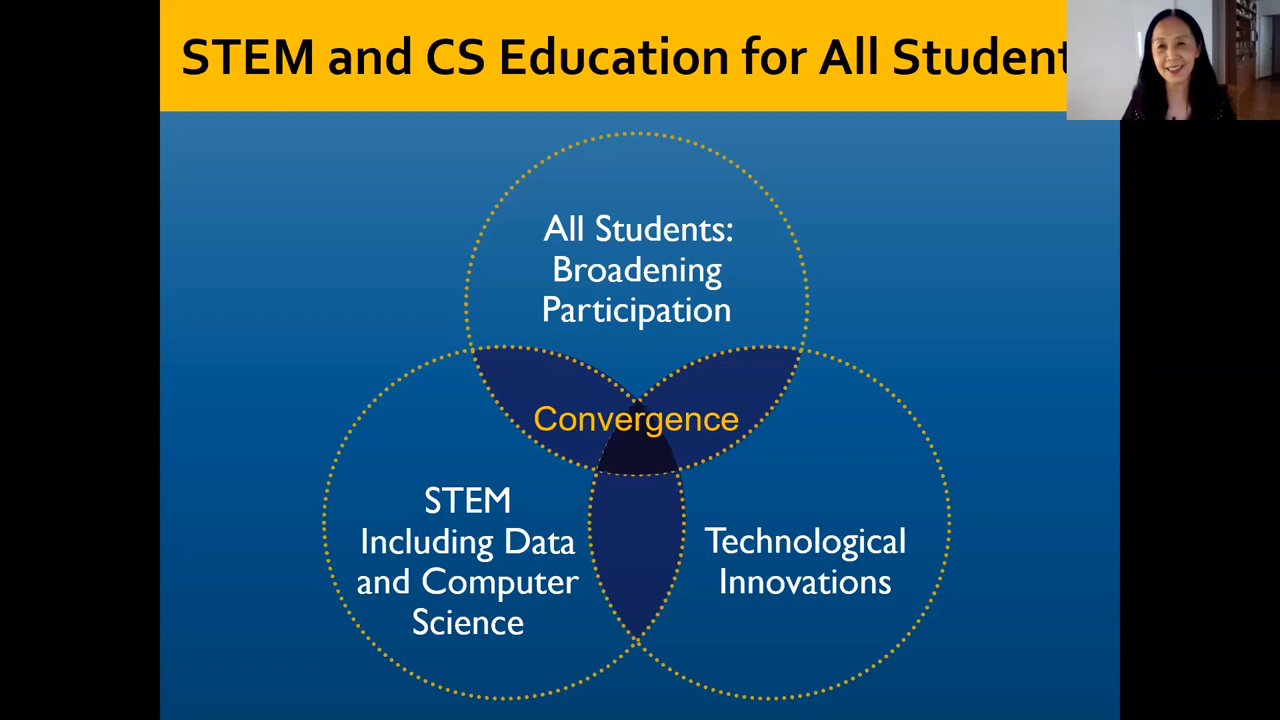 STEM and CS Education for All Student
All Students:
Broadening
Participation
Convergence
STEM
Including Data
and Computer
Science
Technological
Innovations